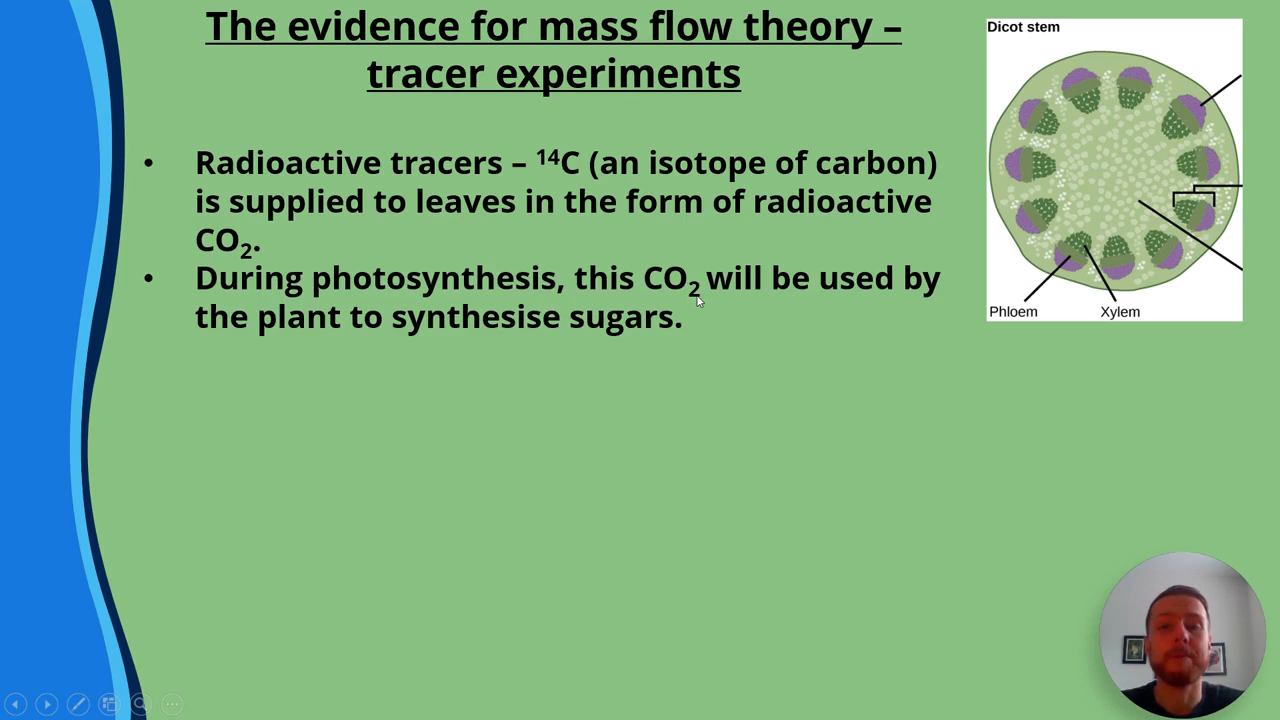 The evidence for mass flow theory –
tracer experiments
Dicot stem
• Radioactive tracers – ¹⁴C (an isotope of carbon)
is supplied to leaves in the form of radioactive
CO₂.
• During photosynthesis, this CO₂ will be used by
the plant to synthesise sugars.
Phloem Xylem